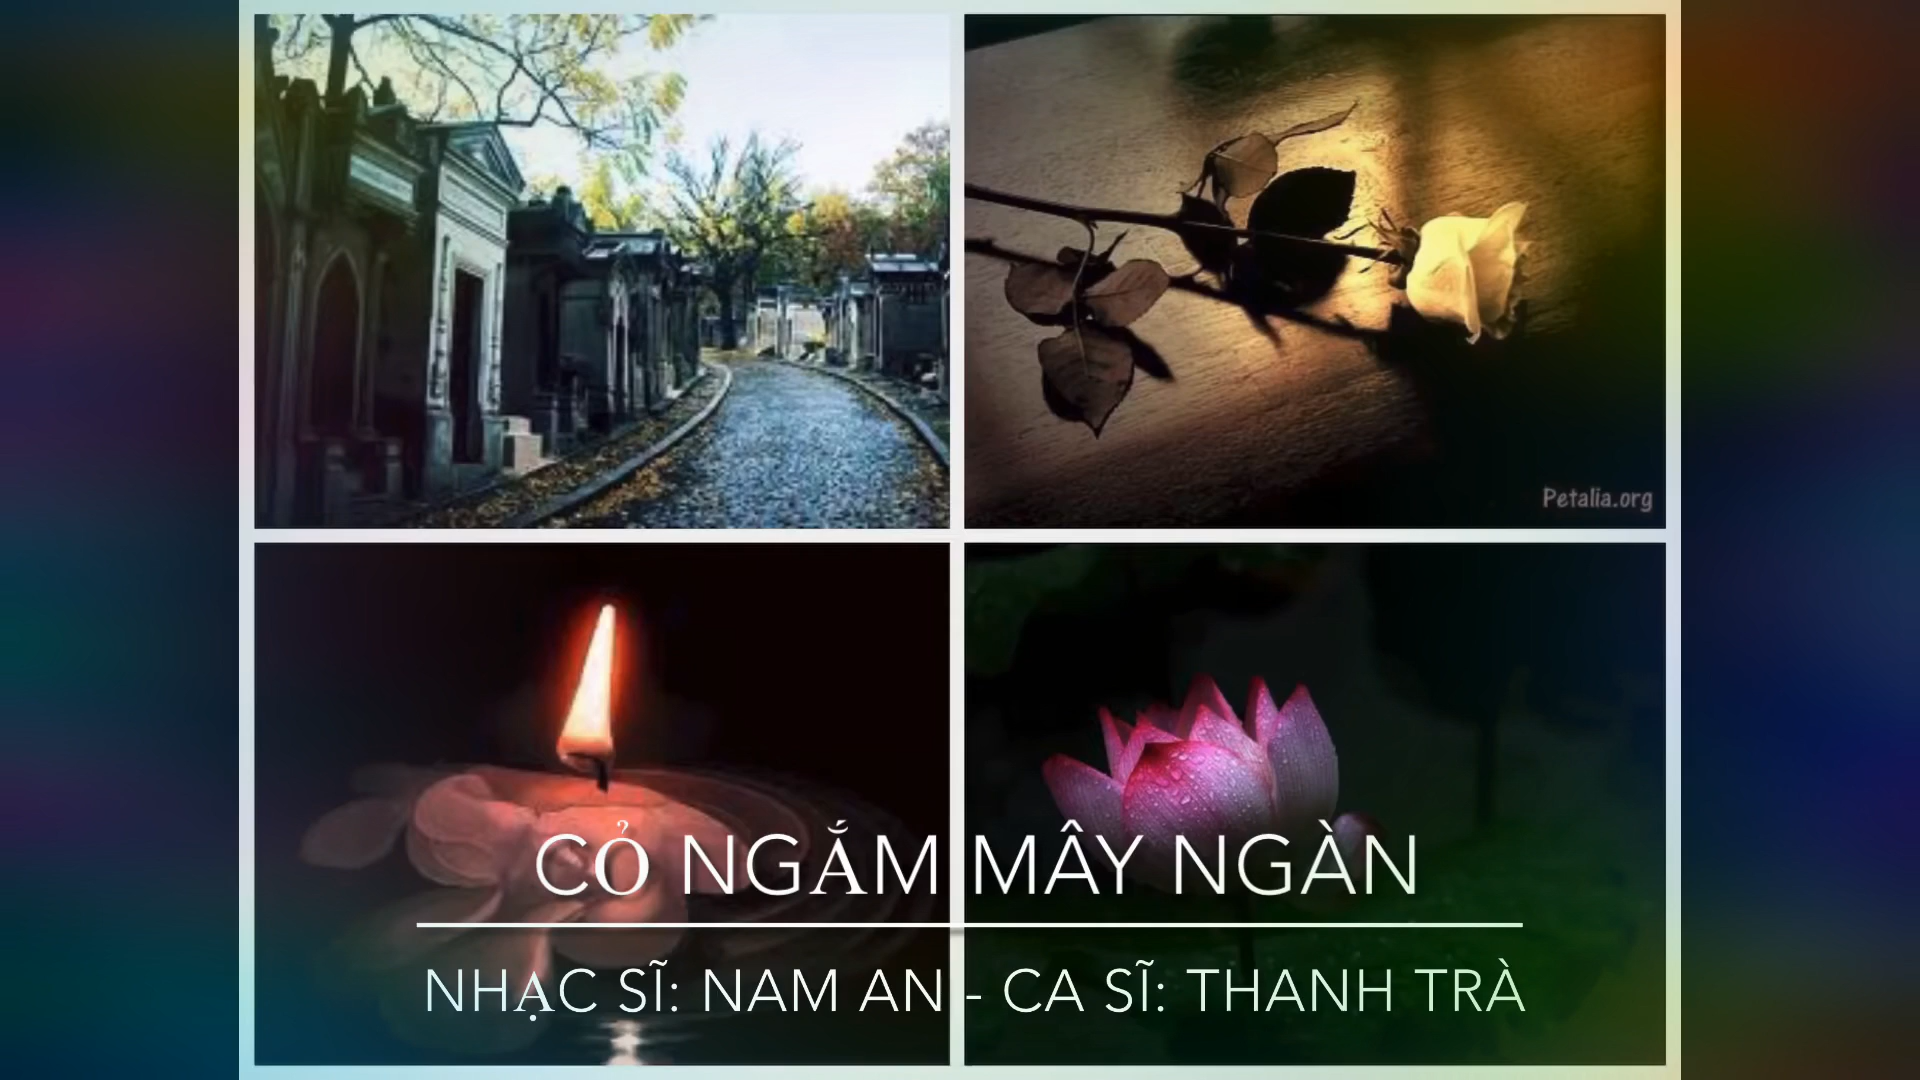 Petalia.org
CỎ NGẮM MÂY NGÀN
NHẠC SĨ: NAM AN - CA SĨ: THANH TRÀ